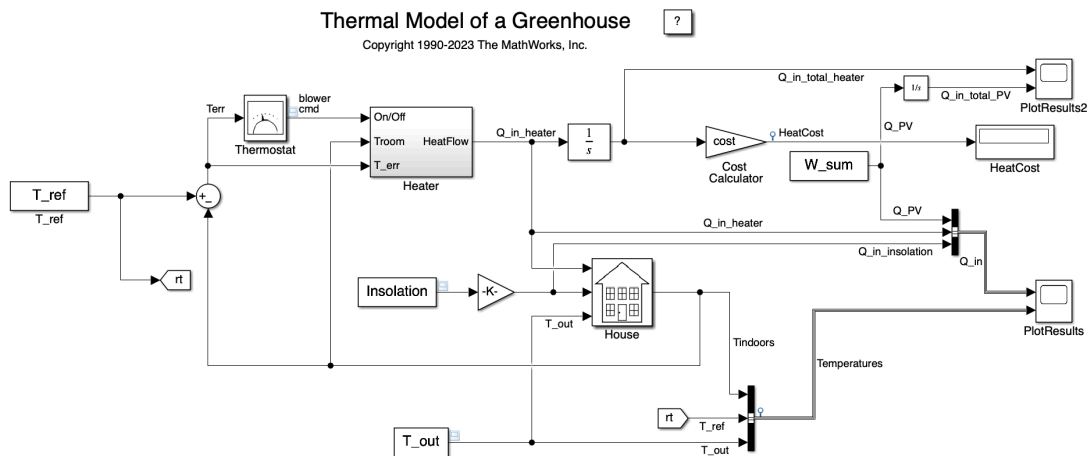 Thermal Model of a Greenhouse
?
Copyright 1990-2023 The MathWorks, Inc.
Q_in_total_heater
1/s
Q_in_total_PV
PlotResults2
Terr
blower
cmd
Thermostat
On/Off
Troom
HeatFlow
T_err
Heater
Q_in_heater
1
s
cost
HeatCost
Cost
Calculator
Q_PV
HeatCost
W_sum
T_ref
T_ref
+
_
rt
Q_PV
Q_in_heater
Q_in_insolation
Q_in
Insolation
-K-
T_out
House
PlotResults
Tindoors
Temperatures
rt
T_ref
T_out
T_out